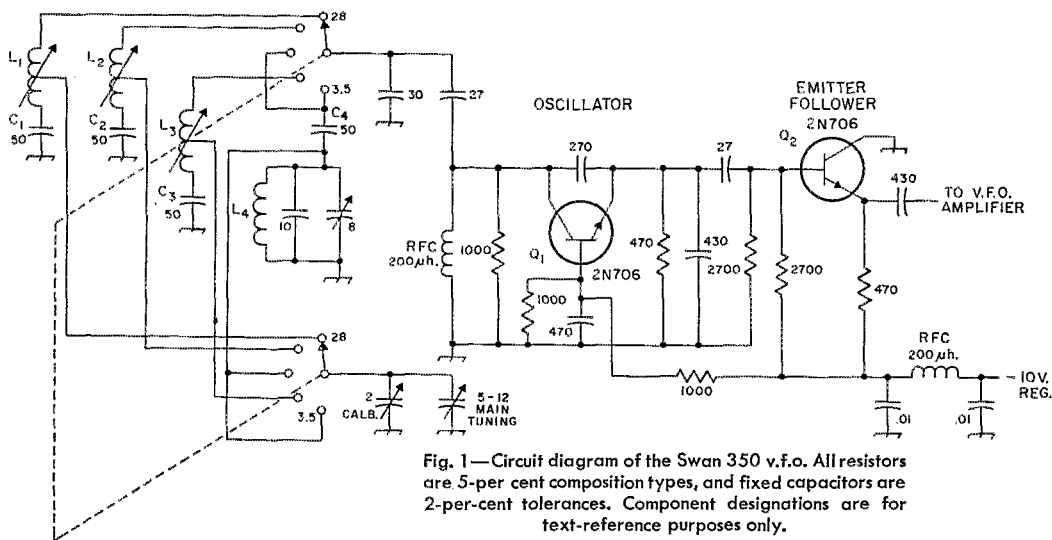 28
L1
L2
C1
50
C2
50
L3
C3
50
3.5
C4
50
L4
10
8
30
27
OSCILLATOR
EMITTER
FOLLOWER
2N706
Q2
270
27
430
TO V.F.O.
AMPLIFIER
RFC
200µh.
1000
Q1
2N706
1000
470
470
430
2700
2700
470
28
3.5
2
CALB.
5-12
MAIN
TUNING
1000
RFC
200µh.
-10V.
REG.
.01
.01
Fig. 1—Circuit diagram of the Swan 350 v.f.o. All resistors
are 5-per cent composition types, and fixed capacitors are
2-per-cent tolerances. Component designations are for
text-reference purposes only.